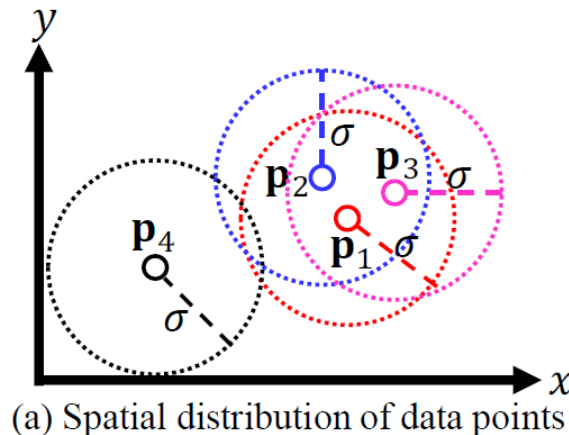 y
σ
p₂
p₃
σ
p₄
p₁
σ
σ
x
(a) Spatial distribution of data points